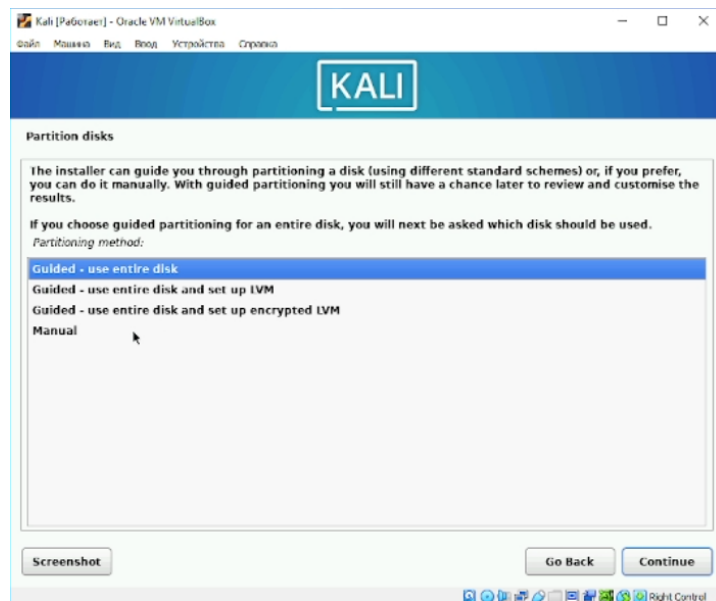 Kali [Работает] - Oracle VM VirtualBox
Файл Машина Вид Ввод Устройства Справка
KALI
Partition disks
The installer can guide you through partitioning a disk (using different standard schemes) or, if you prefer,
you can do it manually. With guided partitioning you will still have a chance later to review and customise the
results.
If you choose guided partitioning for an entire disk, you will next be asked which disk should be used.
Partitioning method:
Guided - use entire disk
Guided - use entire disk and set up LVM
Guided - use entire disk and set up encrypted LVM
Manual
Screenshot
Go Back
Continue
Right Control